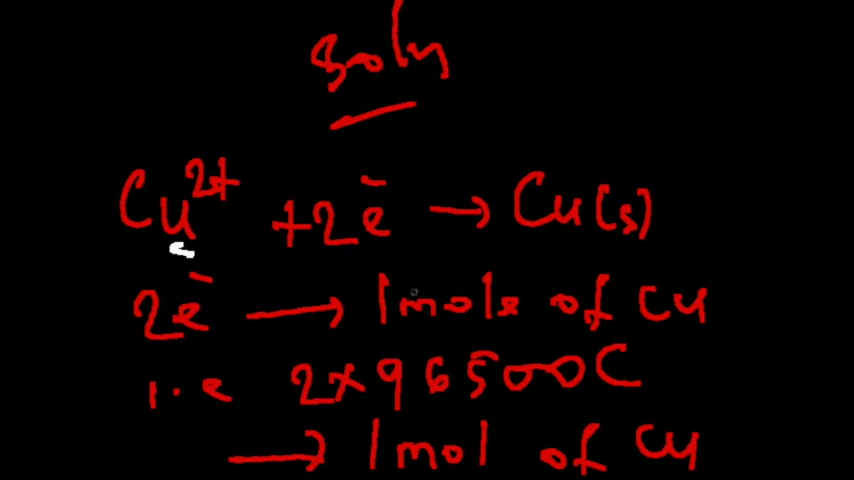 Soln
Cu²⁺ + 2e⁻ → Cu(s)
2e⁻ → 1mole of Cu
i.e 2×96500C
→ 1mol of Cu